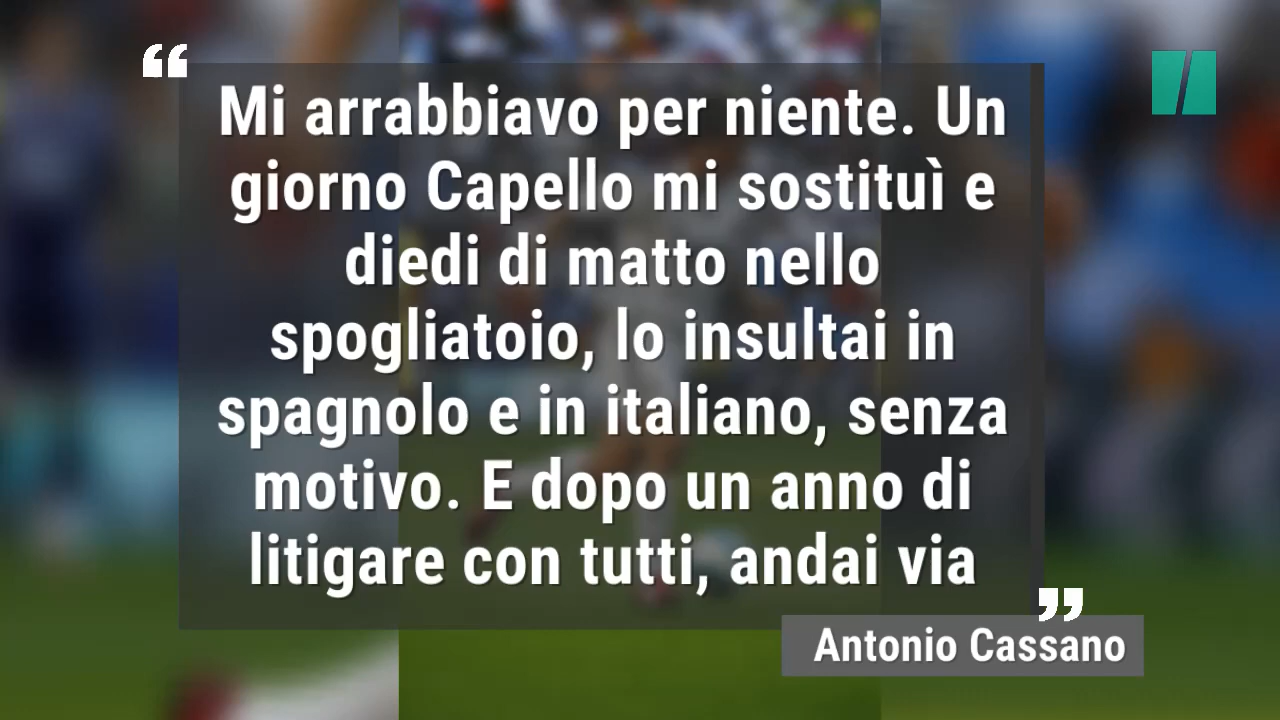 “
Mi arrabbiavo per niente. Un
giorno Capello mi sostituì e
diedi di matto nello
spogliatoio, lo insultai in
spagnolo e in italiano, senza
motivo. E dopo un anno di
litigare con tutti, andai via
”
Antonio Cassano